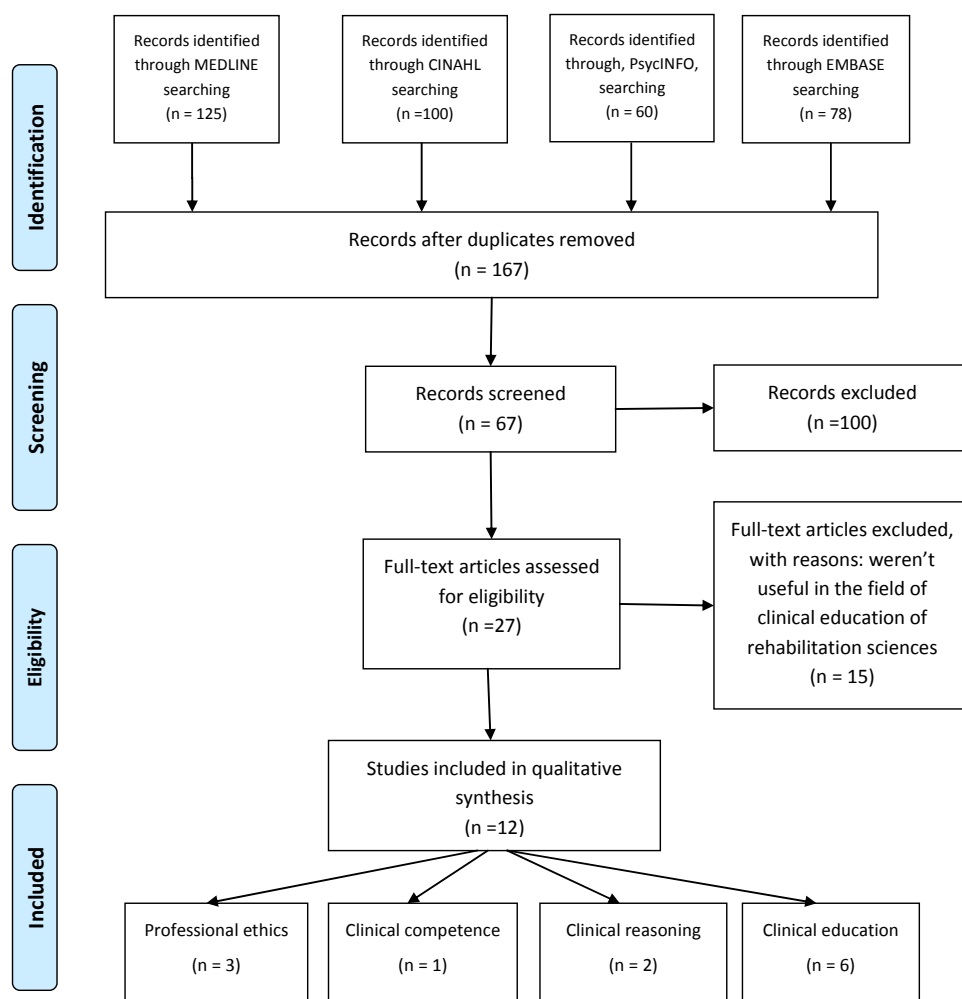 Identification
Records identified
through MEDLINE
searching
(n = 125)
Records identified
through CINAHL
searching
(n =100)
Records identified
through, PsycINFO,
searching
(n = 60)
Records identified
through EMBASE
searching
(n = 78)
Records after duplicates removed
(n = 167)
Screening
Records screened
(n = 67)
Records excluded
(n =100)
Eligibility
Full-text articles assessed
for eligibility
(n =27)
Full-text articles excluded,
with reasons: weren’t
useful in the field of
clinical education of
rehabilitation sciences
(n = 15)
Included
Studies included in qualitative
synthesis
(n =12)
Professional ethics
(n = 3)
Clinical competence
(n = 1)
Clinical reasoning
(n = 2)
Clinical education
(n = 6)